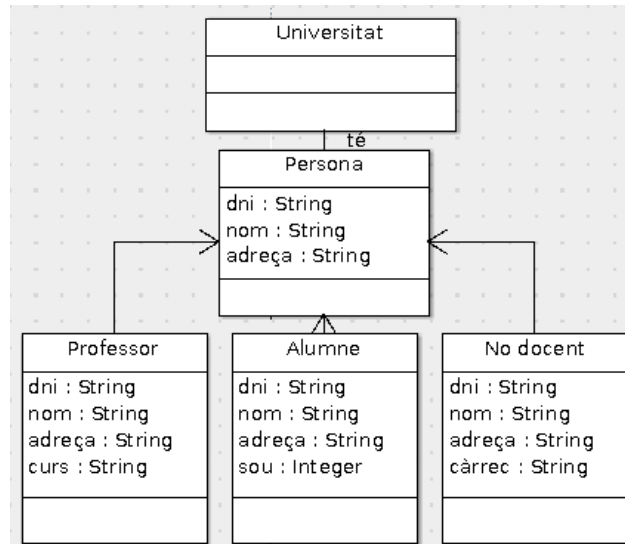 Universitat
té
Persona
dni : String
nom : String
adreça : String
Professor
dni : String
nom : String
adreça : String
curs : String
Alumne
dni : String
nom : String
adreça : String
sou : Integer
No docent
dni : String
nom : String
adreça : String
càrrec : String